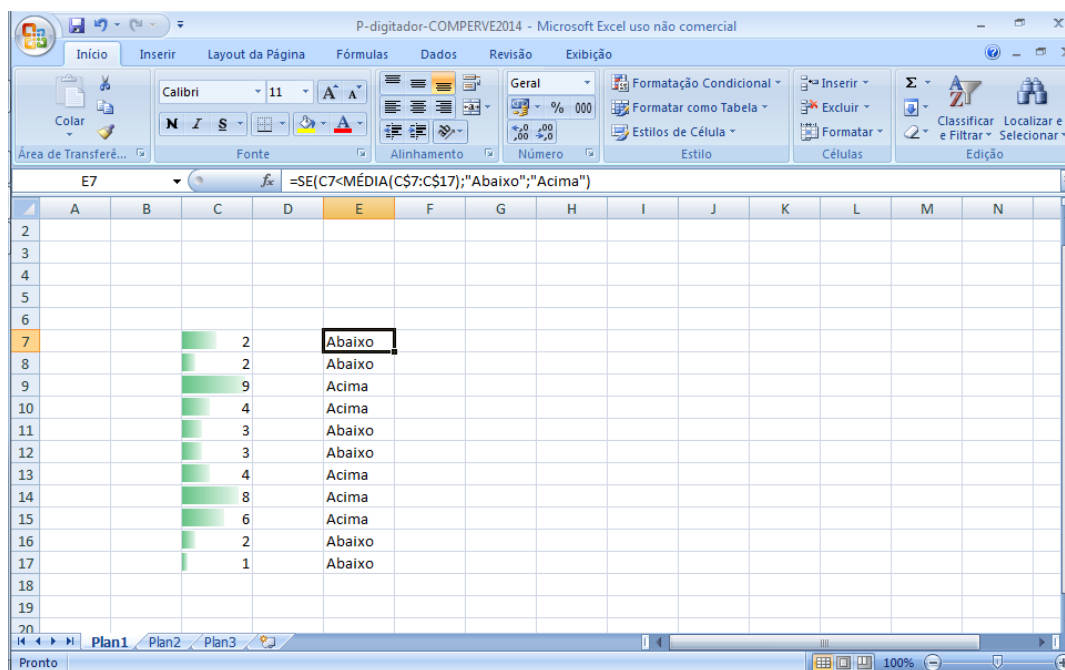 P-digitador-COMPERVE2014 - Microsoft Excel uso não comercial
Início Inserir Layout da Página Fórmulas Dados Revisão Exibição
Calibri 11 A A Geral Formatação Condicional Inserir Σ
Colar N I S A % 000 Formatar como Tabela Excluir Classificar e Filtrar Localizar e Selecionar
,0 ,00 ,00 ,0 Estilos de Célula Formatar
Área de Transferê... Fonte Alinhamento Número Estilo Células Edição
E7 fx =SE(C7<MÉDIA(C$7:C$17);"Abaixo";"Acima")
A B C D E F G H I J K L M N
2
3
4
5
6
7 2 Abaixo
8 2 Abaixo
9 9 Acima
10 4 Acima
11 3 Abaixo
12 3 Abaixo
13 4 Acima
14 8 Acima
15 6 Acima
16 2 Abaixo
17 1 Abaixo
18
19
20
Plan1 Plan2 Plan3
Pronto 100%